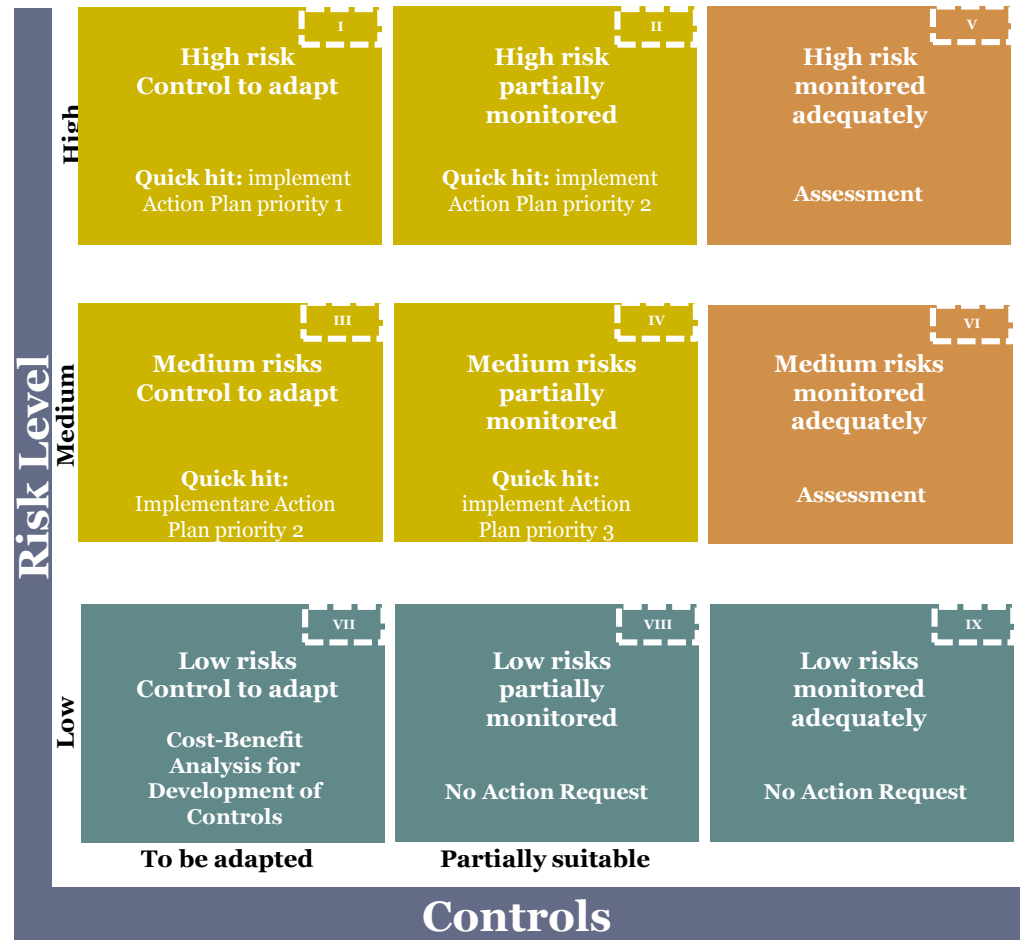 I
High risk
Control to adapt
Quick hit: implement
Action Plan priority 1
II
High risk
partially
monitored
Quick hit: implement
Action Plan priority 2
V
High risk
monitored
adequately
Assessment
High
III
Medium risks
Control to adapt
Quick hit:
Implementare Action
Plan priority 2
IV
Medium risks
partially
monitored
Quick hit:
implement Action
Plan priority 3
VI
Medium risks
monitored
adequately
Assessment
Medium
Risk Level
VII
Low risks
Control to adapt
Cost-Benefit
Analysis for
Development of
Controls
VIII
Low risks
partially
monitored
No Action Request
IX
Low risks
monitored
adequately
No Action Request
Low
To be adapted
Partially suitable
Controls